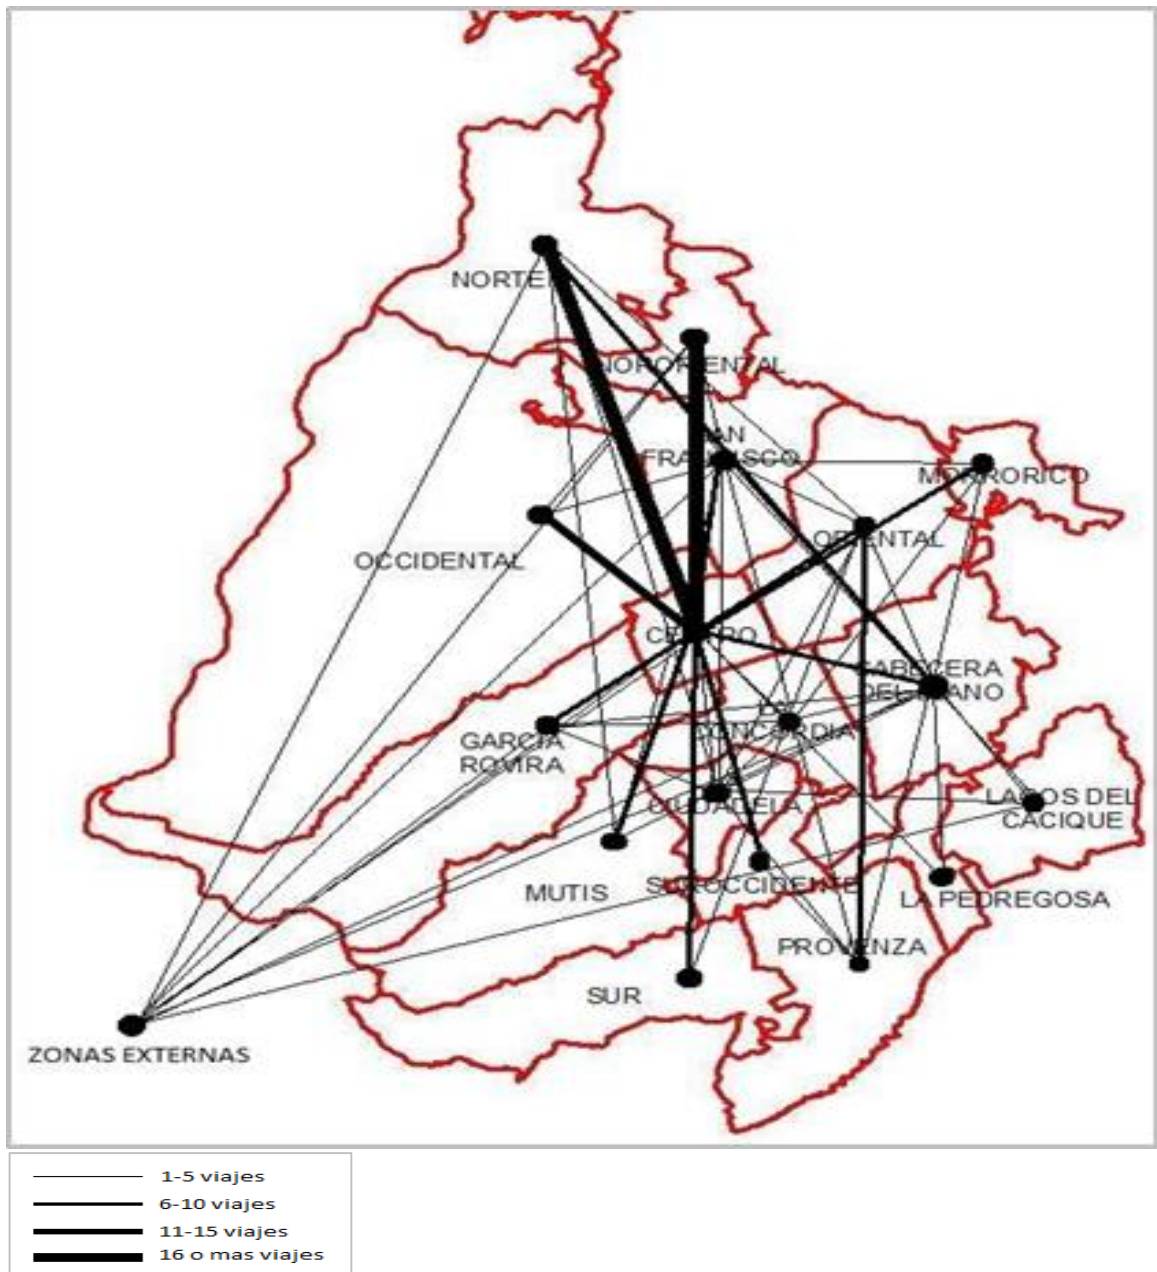 NORTE
NORORIENTAL
SAN
FRANCISCO
MORRORICO
ORIENTAL
OCCIDENTAL
CENTRO
CABECERA
DEL LLANO
LA
CONCORDIA
GARCIA
ROVIRA
CIUDADELA
LAGOS DEL
CACIQUE
MUTIS
SUROCCIDENTE
LA PEDREGOSA
PROVENZA
SUR
ZONAS EXTERNAS
1-5 viajes
6-10 viajes
11-15 viajes
16 o mas viajes